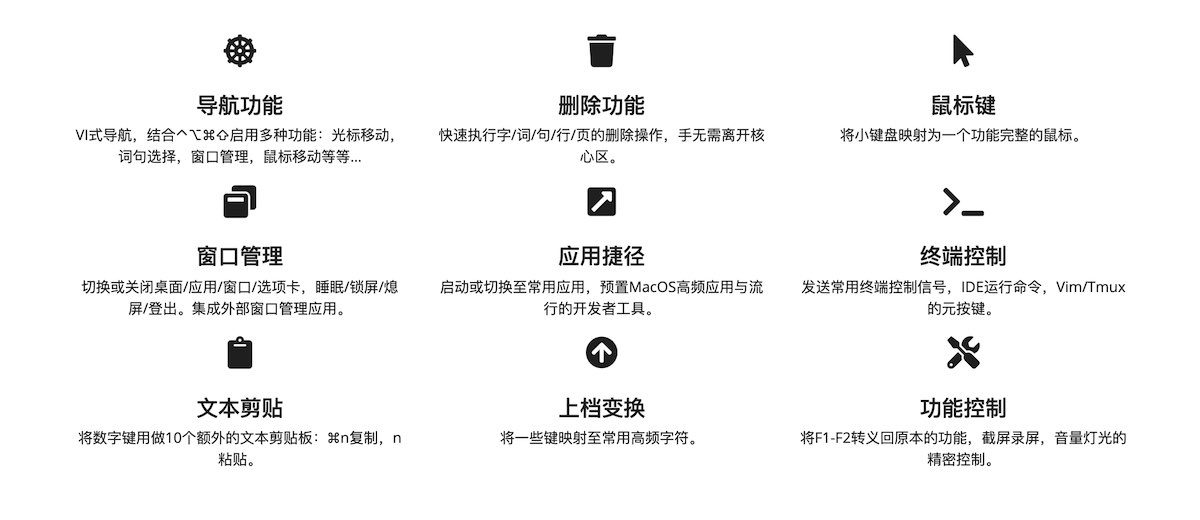 导航功能
VI式导航，结合⌃⌥⌘⇧启用多种功能：光标移动，
词句选择，窗口管理，鼠标移动等等...
删除功能
快速执行字/词/句/行/页的删除操作，手无需离开核
心区。
鼠标键
将小键盘映射为一个功能完整的鼠标。
窗口管理
切换或关闭桌面/应用/窗口/选项卡，睡眠/锁屏/熄
屏/登出。集成外部窗口管理应用。
应用捷径
启动或切换至常用应用，预置MacOS高频应用与流
行的开发者工具。
终端控制
发送常用终端控制信号，IDE运行命令，Vim/Tmux
的元按键。
文本剪贴
将数字键用做10个额外的文本剪贴板：⌘n复制，n
粘贴。
上档变换
将一些键映射至常用高频字符。
功能控制
将F1-F2转义回原本的功能，截屏录屏，音量灯光的
精密控制。